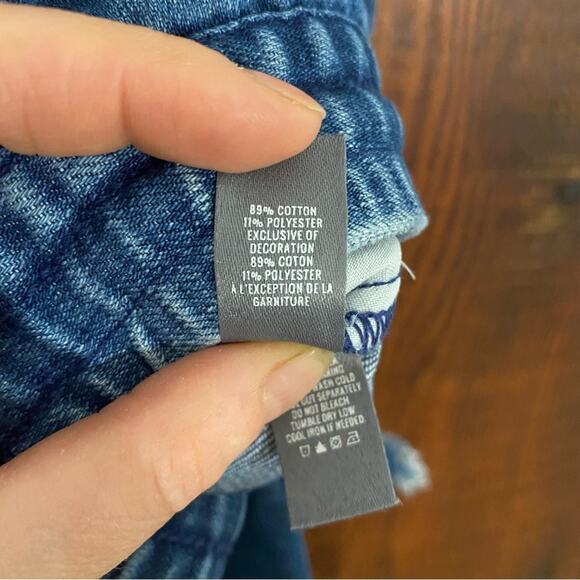 89% COTTON
11% POLYESTER
EXCLUSIVE OF
DECORATION
89% COTON
11% POLYESTER
À L'EXCEPTION DE LA
GARNITURE
COLD
OUT SEPARATELY
DO NOT BLEACH
TUMBLE DRY LOW
COOL IRON IF NEEDED